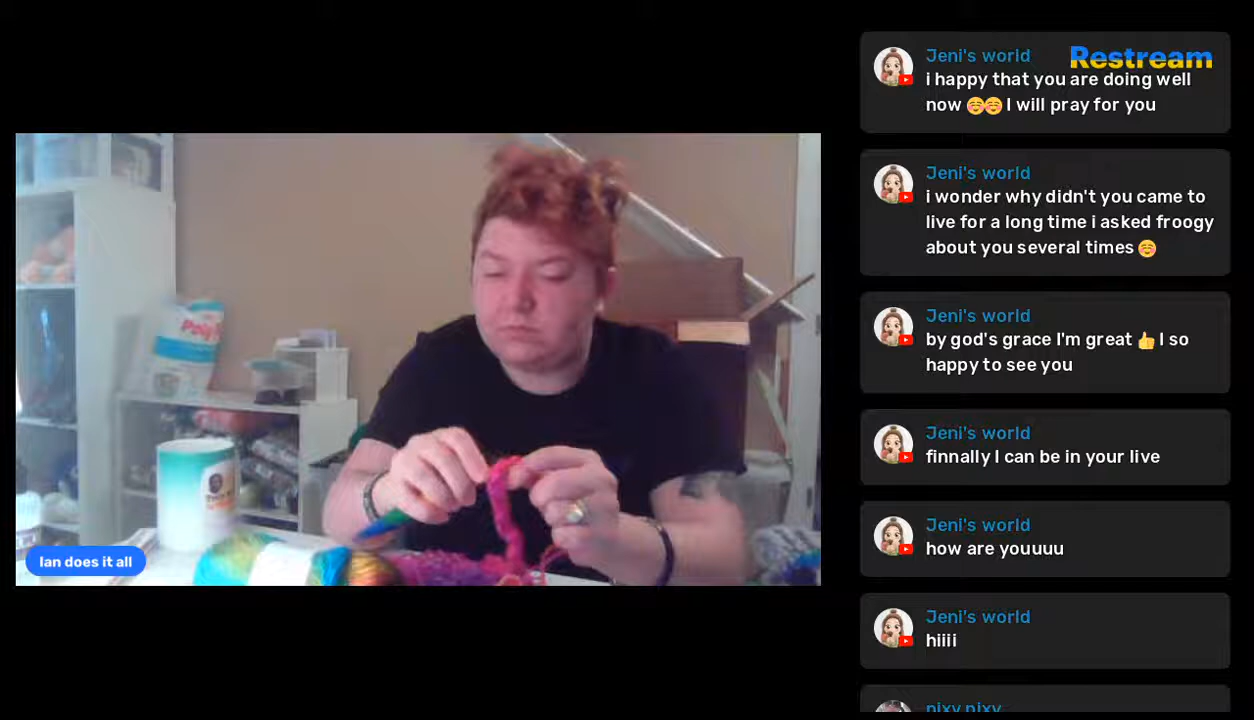 Jeni's world
Restream
i happy that you are doing well
now ☺️☺️ I will pray for you
Jeni's world
i wonder why didn't you came to
live for a long time i asked froogy
about you several times ☺️
Jeni's world
by god's grace I'm great 👍 I so
happy to see you
Jeni's world
finnally I can be in your live
Jeni's world
how are youuuu
Jeni's world
hiiii
pixy pixy
Ian does it all